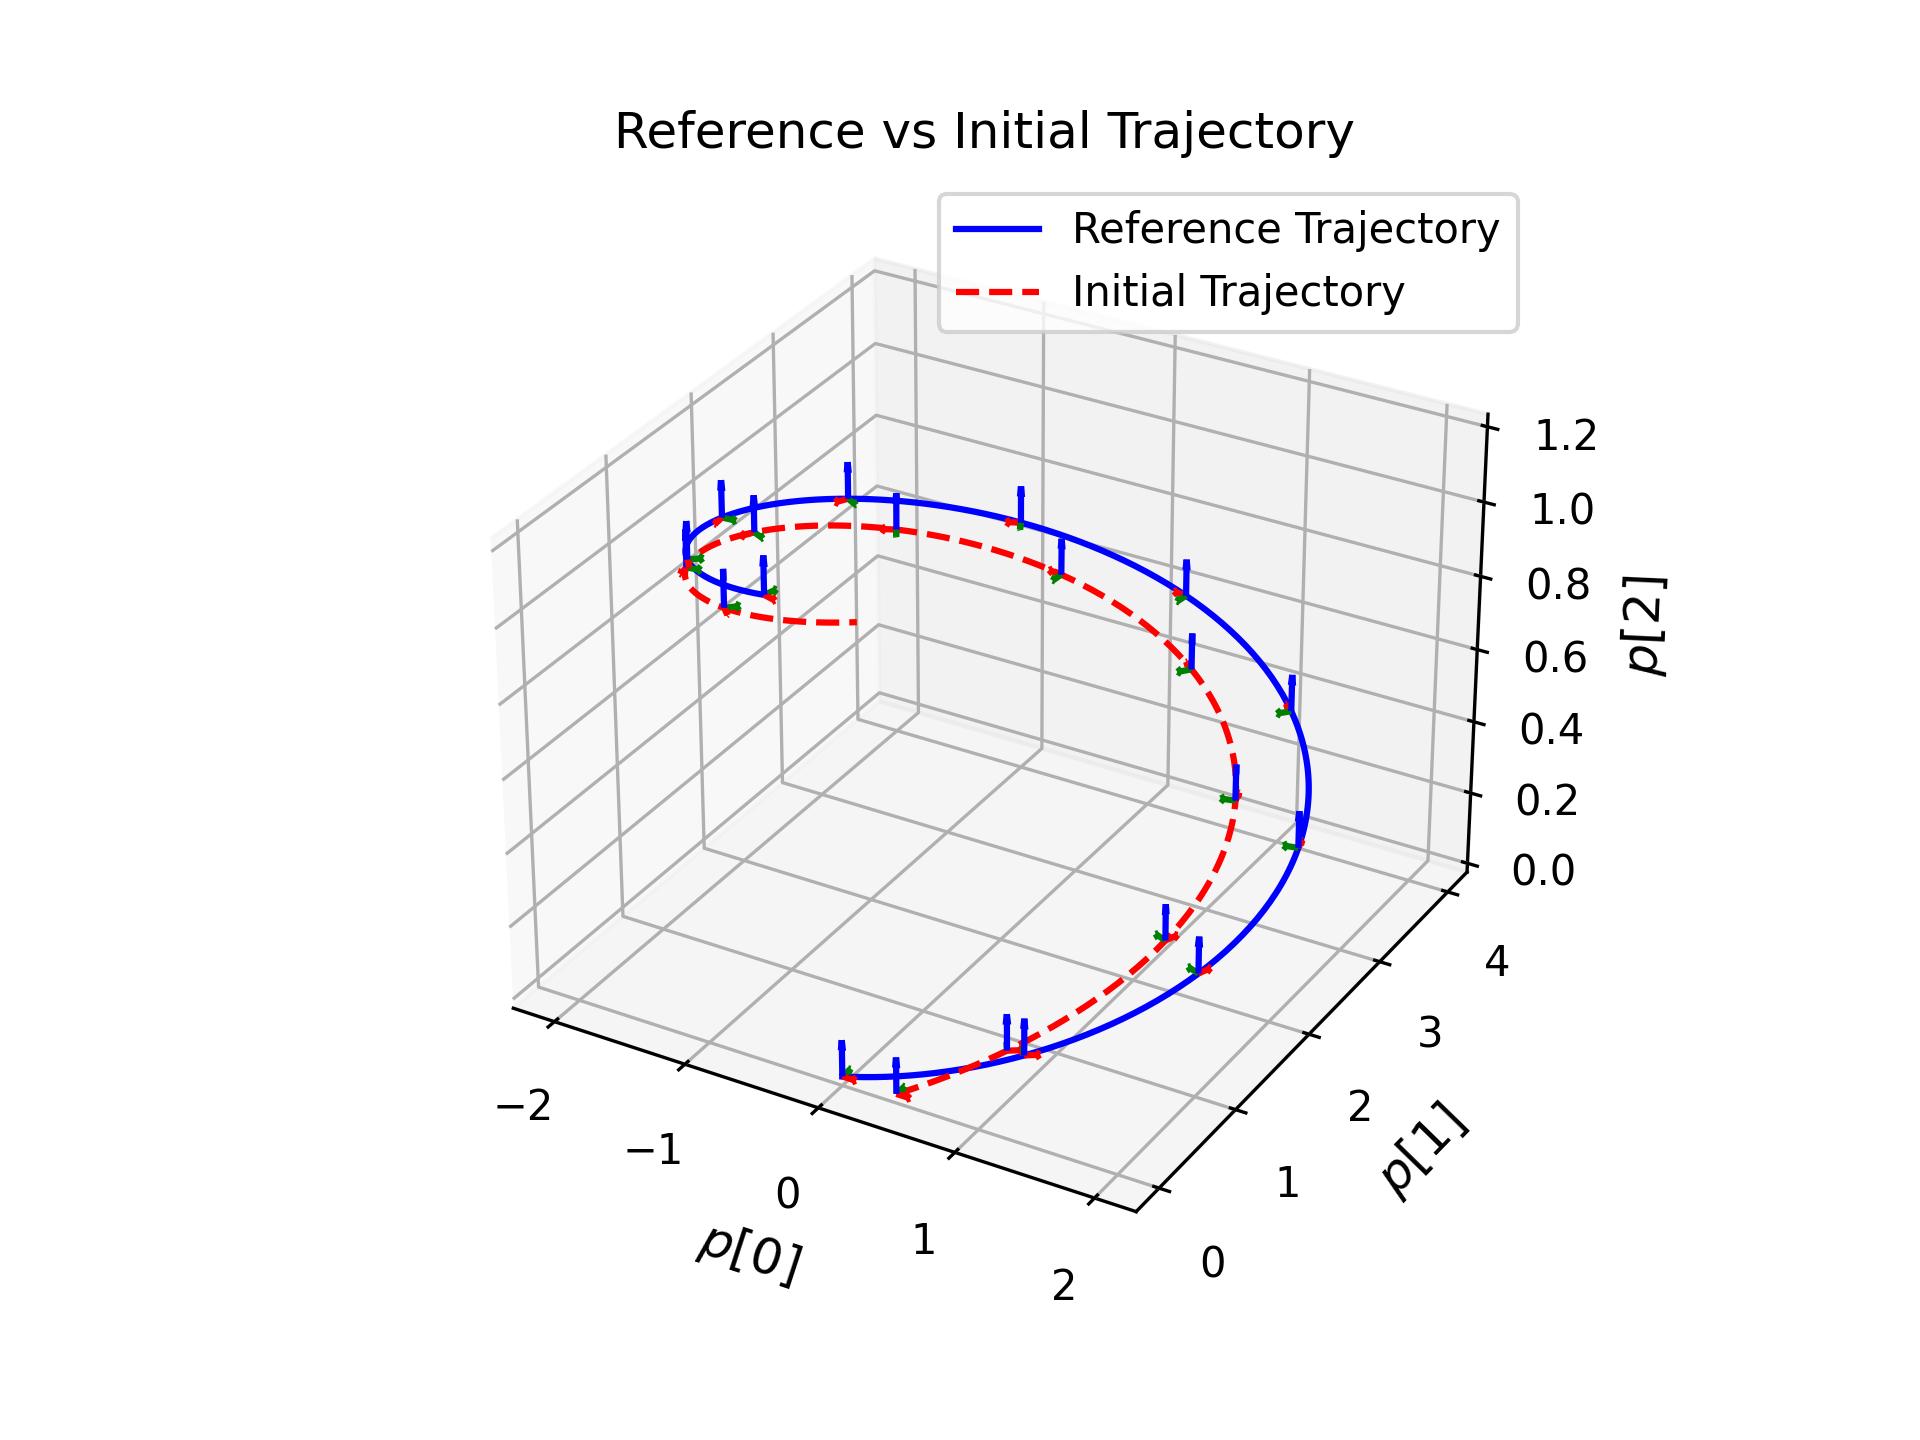 Reference vs Initial Trajectory
Reference Trajectory
Initial Trajectory
1.2
1.0
0.8
0.6
0.4
0.2
0.0
p[2]
4
3
2
1
0
p[1]
−2
−1
0
1
2
p[0]